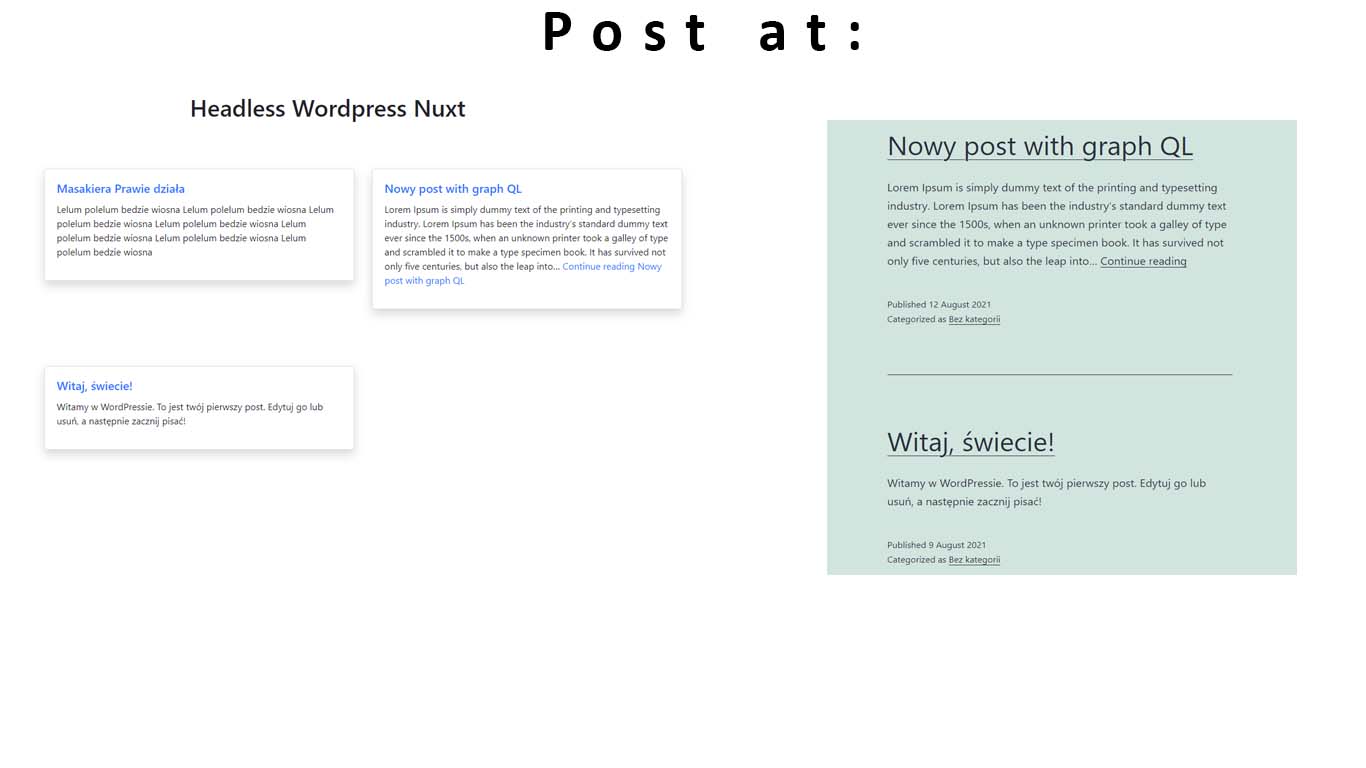 Post at:
Headless Wordpress Nuxt
Masakiera Prawie działa
Lelum polelum bedzie wiosna Lelum polelum bedzie wiosna Lelum
polelum bedzie wiosna Lelum polelum bedzie wiosna Lelum
polelum bedzie wiosna Lelum polelum bedzie wiosna Lelum
polelum bedzie wiosna
Nowy post with graph QL
Lorem Ipsum is simply dummy text of the printing and typesetting
industry. Lorem Ipsum has been the industry's standard dummy text
ever since the 1500s, when an unknown printer took a galley of type
and scrambled it to make a type specimen book. It has survived not
only five centuries, but also the leap into… Continue reading Nowy
post with graph QL
Witaj, świecie!
Witamy w WordPressie. To jest twój pierwszy post. Edytuj go lub
usuń, a następnie zacznij pisać!
Nowy post with graph QL
Lorem Ipsum is simply dummy text of the printing and typesetting
industry. Lorem Ipsum has been the industry's standard dummy text
ever since the 1500s, when an unknown printer took a galley of type
and scrambled it to make a type specimen book. It has survived not
only five centuries, but also the leap into… Continue reading
Published 12 August 2021
Categorized as Bez kategorii
Witaj, świecie!
Witamy w WordPressie. To jest twój pierwszy post. Edytuj go lub
usuń, a następnie zacznij pisać!
Published 9 August 2021
Categorized as Bez kategorii